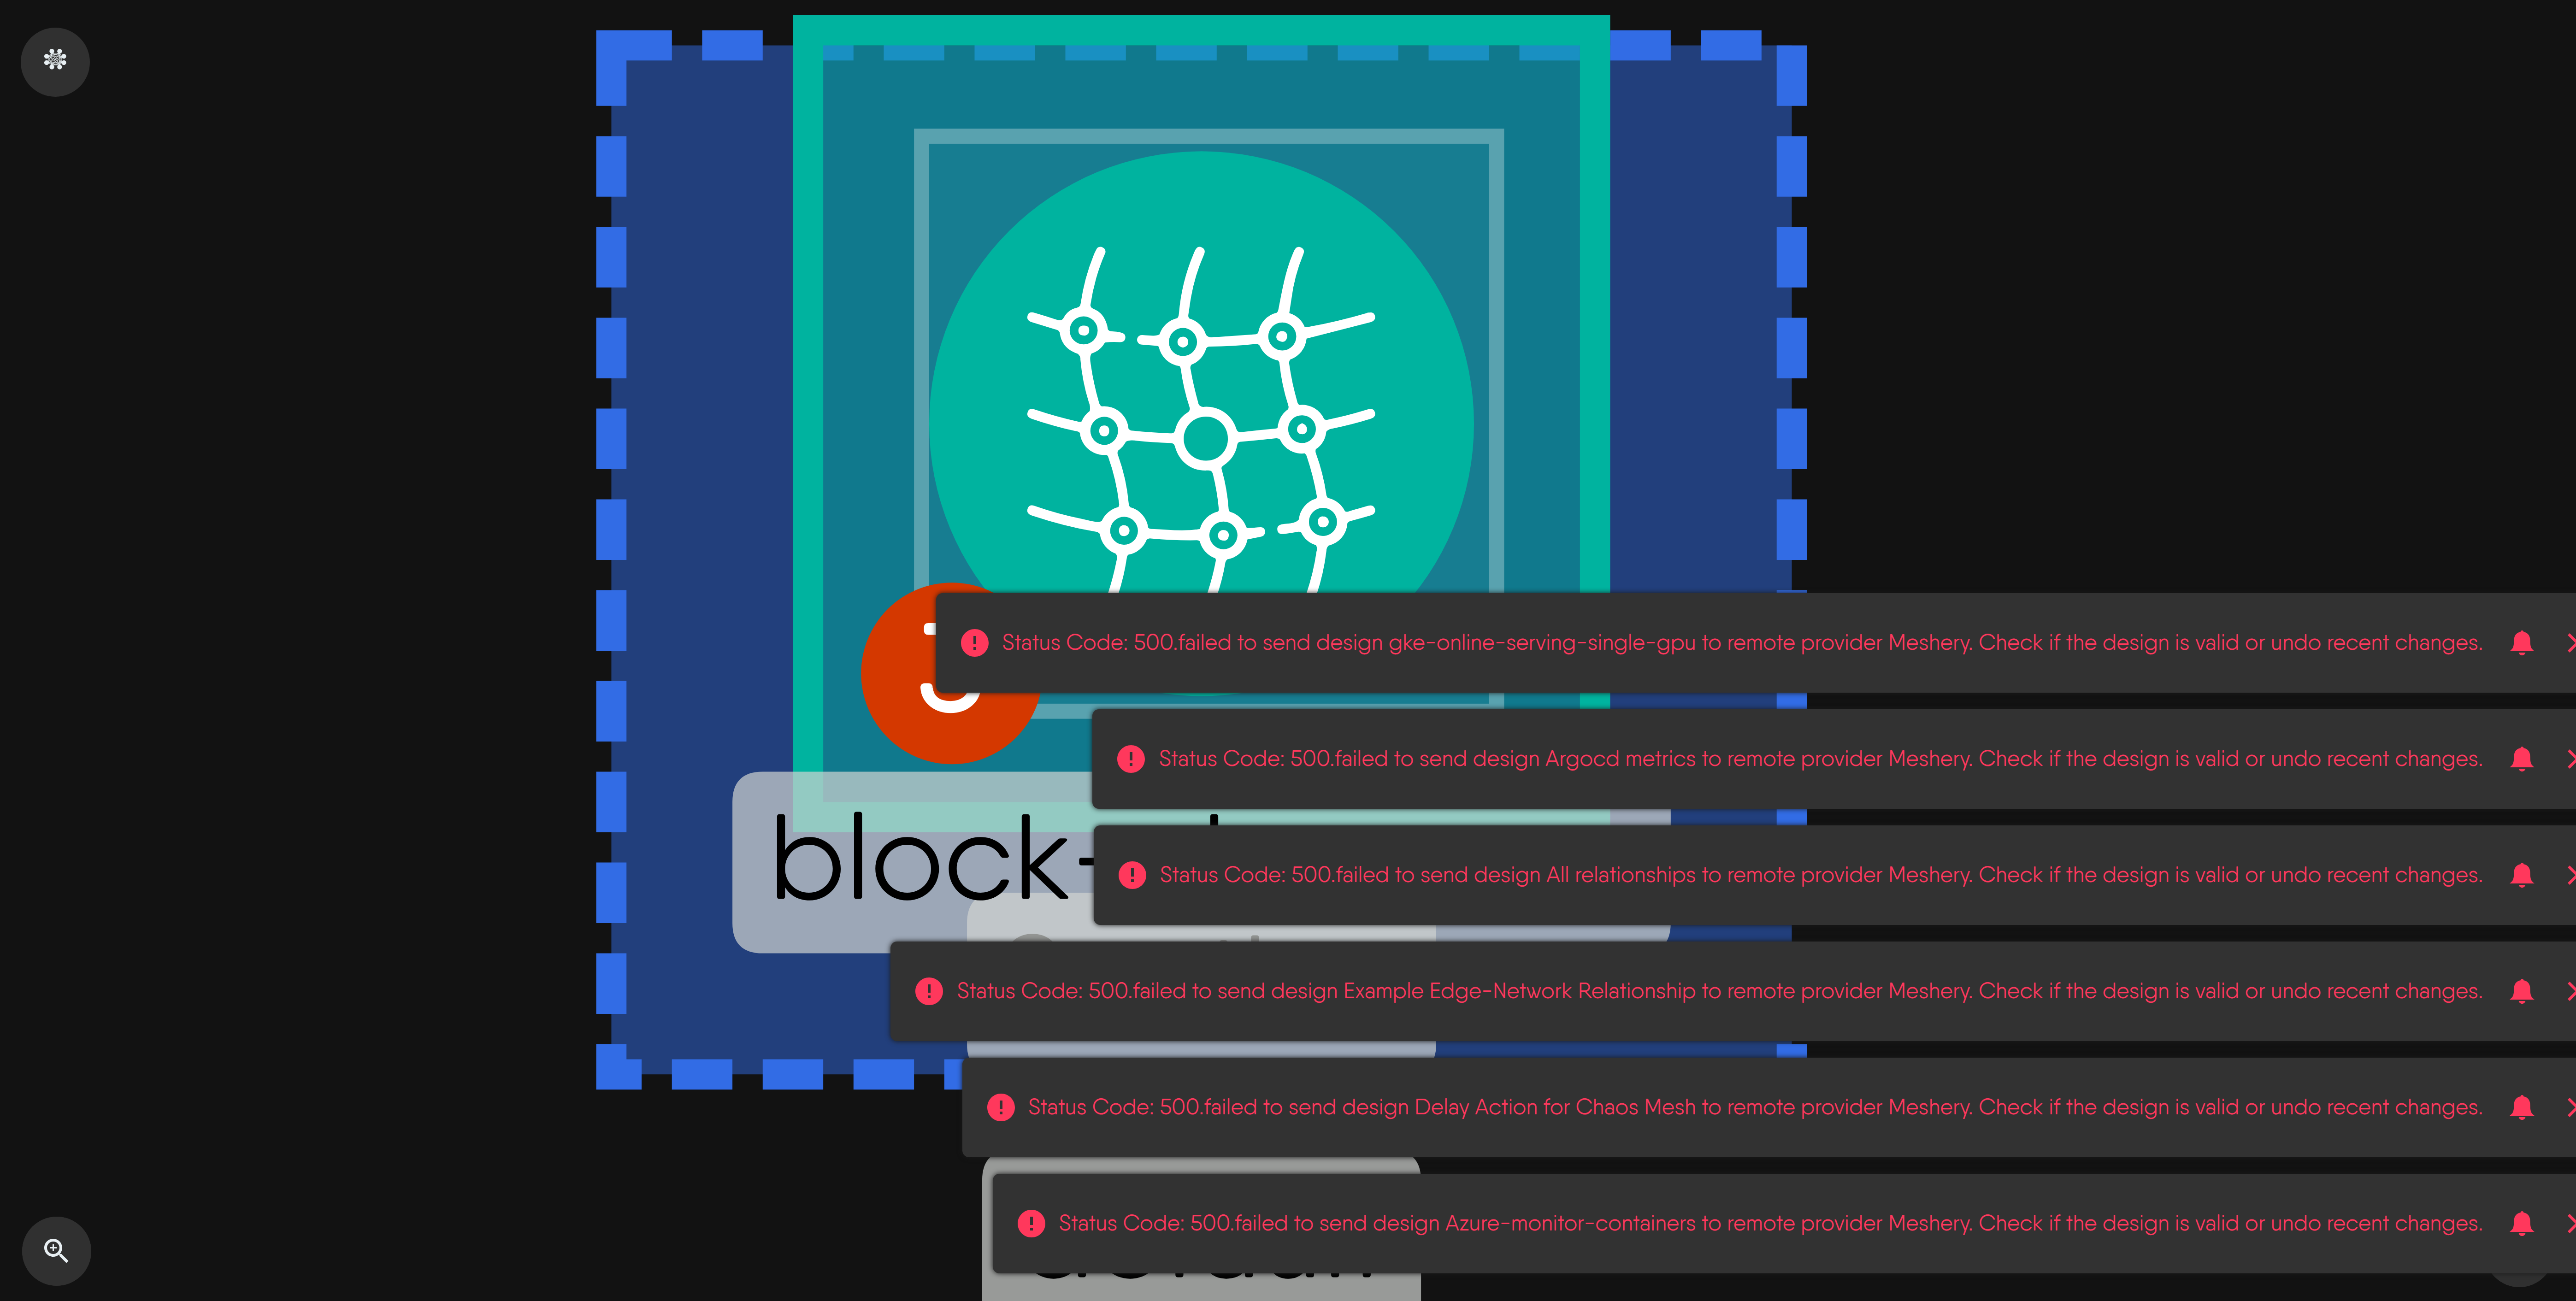 Status Code: 500.failed to send design gke-online-serving-single-gpu to remote provider Meshery. Check if the design is valid or undo recent changes.
Status Code: 500.failed to send design Argocd metrics to remote provider Meshery. Check if the design is valid or undo recent changes.
block-
Status Code: 500.failed to send design All relationships to remote provider Meshery. Check if the design is valid or undo recent changes.
Status Code: 500.failed to send design Example Edge-Network Relationship to remote provider Meshery. Check if the design is valid or undo recent changes.
Status Code: 500.failed to send design Delay Action for Chaos Mesh to remote provider Meshery. Check if the design is valid or undo recent changes.
Status Code: 500.failed to send design Azure-monitor-containers to remote provider Meshery. Check if the design is valid or undo recent changes.